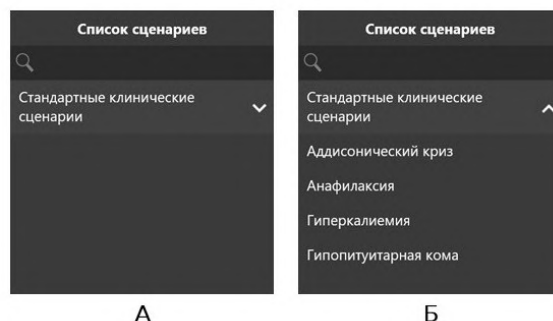 Список сценариев
Стандартные клинические
сценарии
А
Список сценариев
Стандартные клинические
сценарии
Аддисонический криз
Анафилаксия
Гиперкалиемия
Гипопитуитарная кома
Б